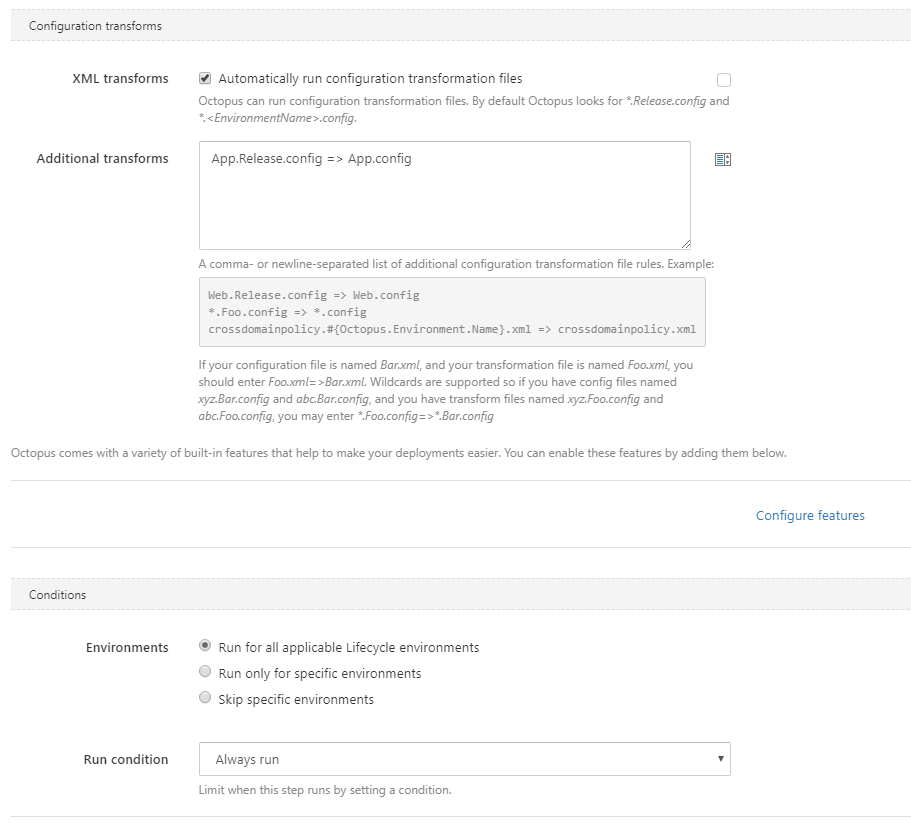 Configuration transforms
XML transforms
Automatically run configuration transformation files
Octopus can run configuration transformation files. By default Octopus looks for *.Release.config and
*.<EnvironmentName>.config.
Additional transforms
App.Release.config => App.config
A comma- or newline-separated list of additional configuration transformation file rules. Example:
Web.Release.config => Web.config
*.Foo.config => *.config
crossdomainpolicy.#{Octopus.Environment.Name}.xml => crossdomainpolicy.xml
If your configuration file is named Bar.xml, and your transformation file is named Foo.xml, you
should enter Foo.xml=>Bar.xml. Wildcards are supported so if you have config files named
xyz.Bar.config and abc.Bar.config, and you have transform files named xyz.Foo.config and
abc.Foo.config, you may enter *.Foo.config=>*.Bar.config
Octopus comes with a variety of built-in features that help to make your deployments easier. You can enable these features by adding them below.
Configure features
Conditions
Environments
Run for all applicable Lifecycle environments
Run only for specific environments
Skip specific environments
Run condition
Always run
Limit when this step runs by setting a condition.